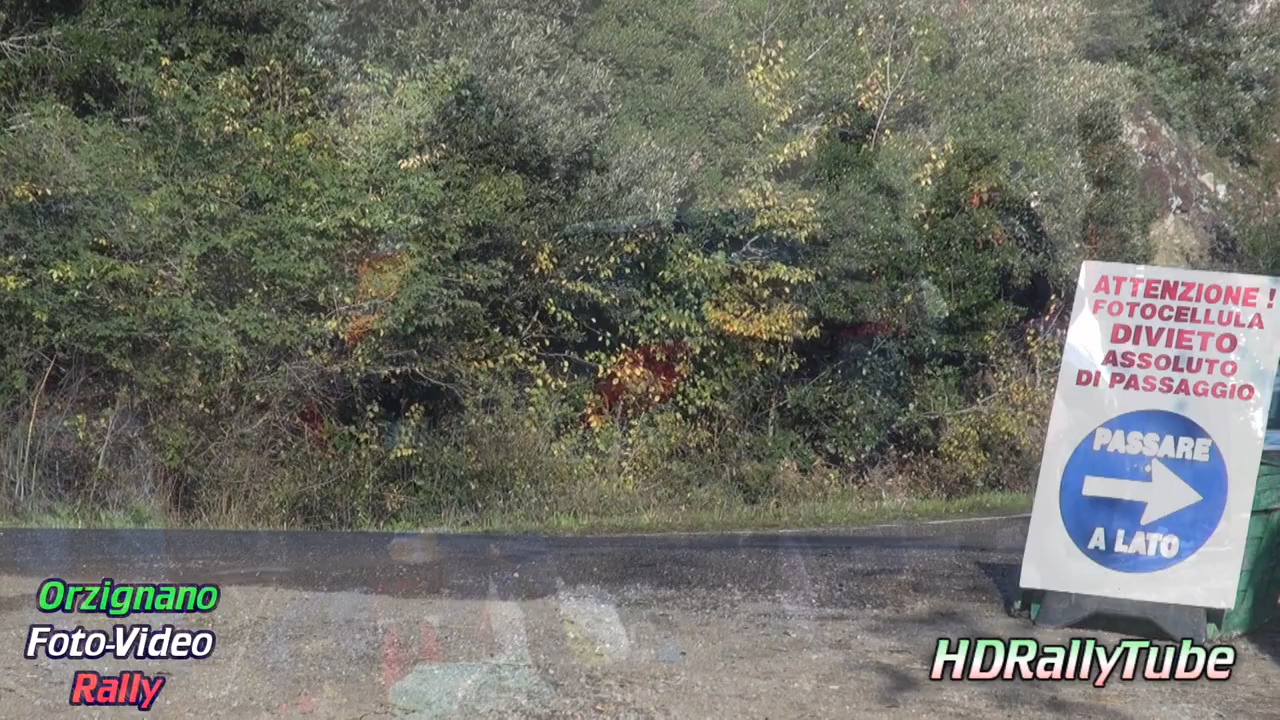 ATTENZIONE !
FOTOCELLULA
DIVIETO
ASSOLUTO
DI PASSAGGIO
PASSARE
A LATO
Orzignano
Foto-Video
Rally
HDRallyTube